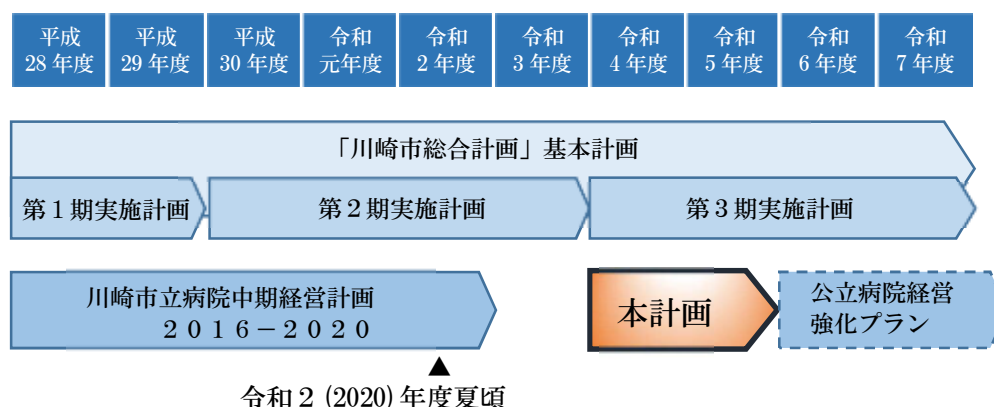 平成 平成 平成 令和 令和 令和 令和 令和 令和 令和
28 年度 29 年度 30 年度 元年度 2 年度 3 年度 4 年度 5 年度 6 年度 7 年度
「川崎市総合計画」基本計画
第１期実施計画 第２期実施計画 第３期実施計画
川崎市立病院中期経営計画
２０１６－２０２０
本計画
公立病院経営
強化プラン
▲
令和２ (2020) 年度夏頃